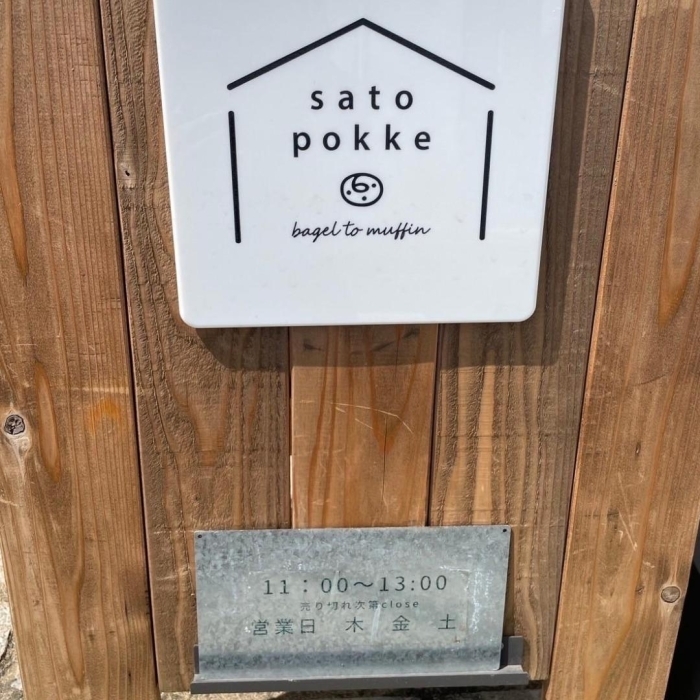 sato
pokke
bagel to muffin
11：00～13:00
売り切れ次第close
営業日 木 金 土